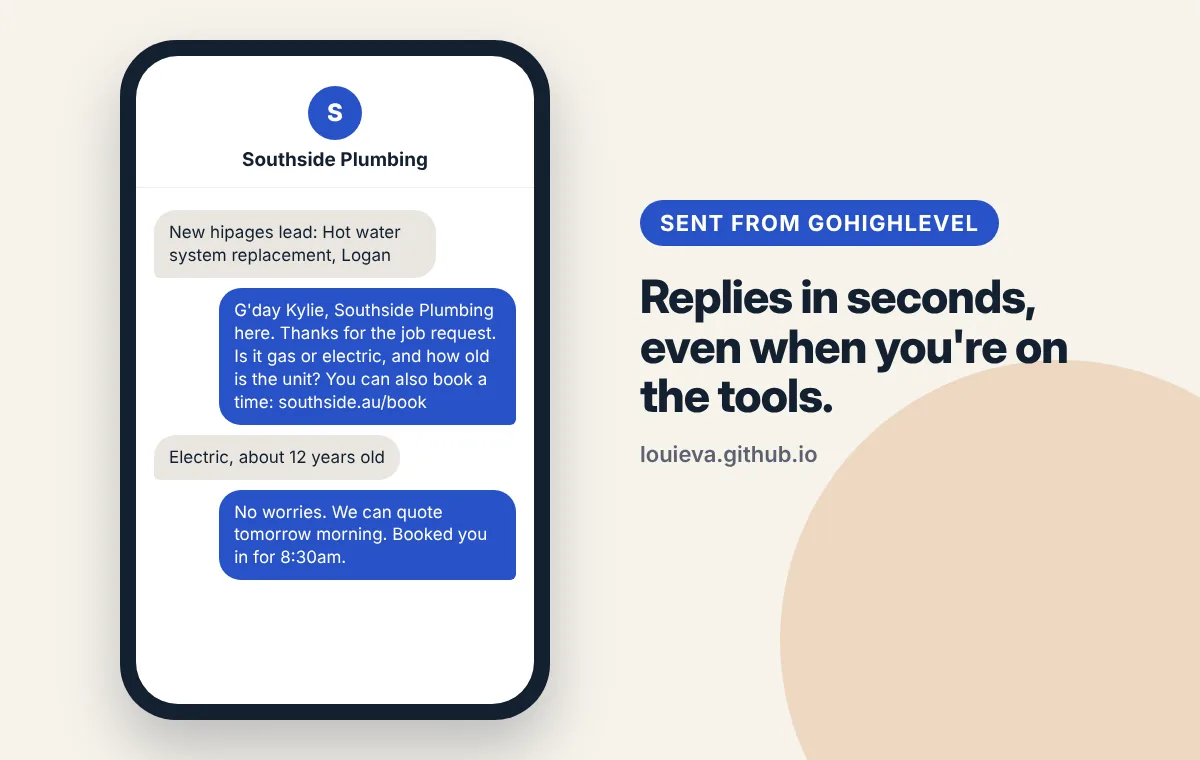 S
Southside Plumbing
New hipages lead: Hot water
system replacement, Logan
G'day Kylie, Southside Plumbing
here. Thanks for the job request.
Is it gas or electric, and how old
is the unit? You can also book a
time: southside.au/book
Electric, about 12 years old
No worries. We can quote
tomorrow morning. Booked you
in for 8:30am.
SENT FROM GOHIGHLEVEL
Replies in seconds,
even when you're on
the tools.
louieva.github.io